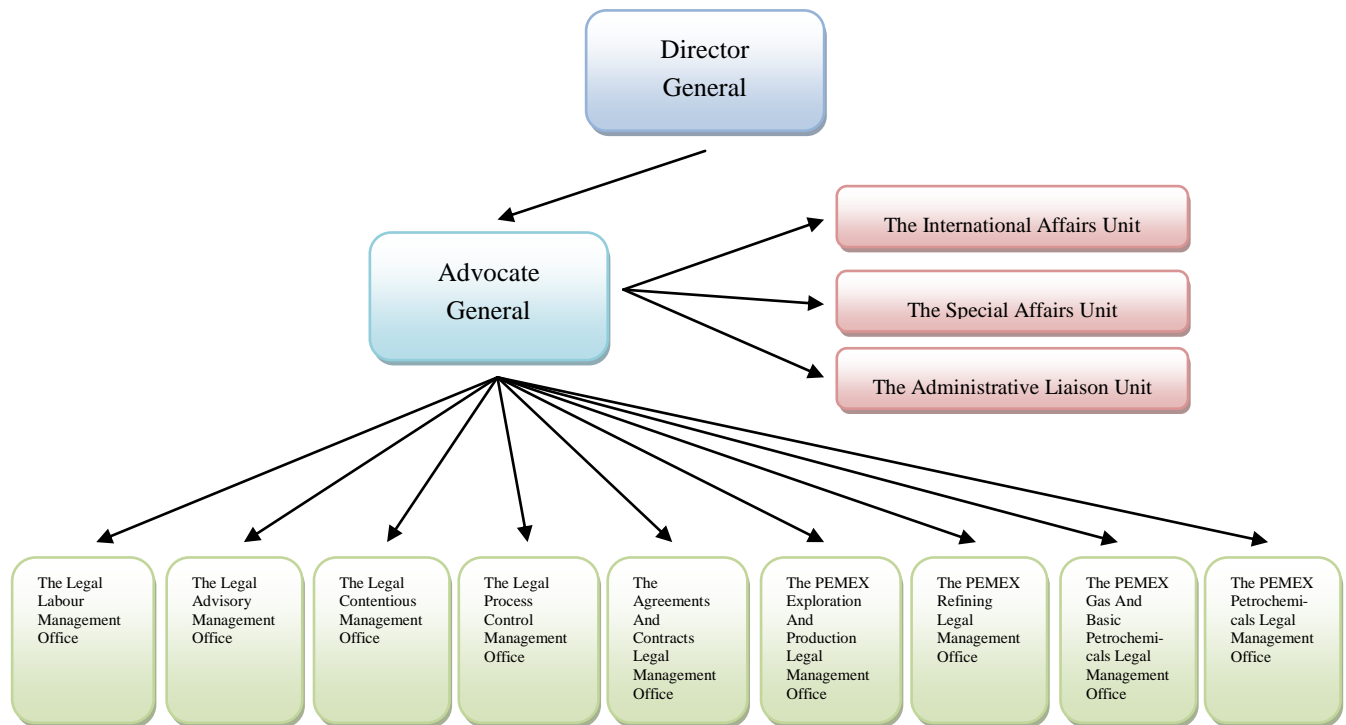 Director
General
Advocate
General
The International Affairs Unit
The Special Affairs Unit
The Administrative Liaison Unit
The Legal
Labour
Management
Office
The Legal
Advisory
Management
Office
The Legal
Contentious
Management
Office
The Legal
Process
Control
Management
Office
The
Agreements
And
Contracts
Legal
Management
Office
The PEMEX
Exploration
And
Production
Legal
Management
Office
The PEMEX
Refining
Legal
Management
Office
The PEMEX
Gas And
Basic
Petrochemi-
cals Legal
Management
Office
The PEMEX
Petrochemi-
cals Legal
Management
Office